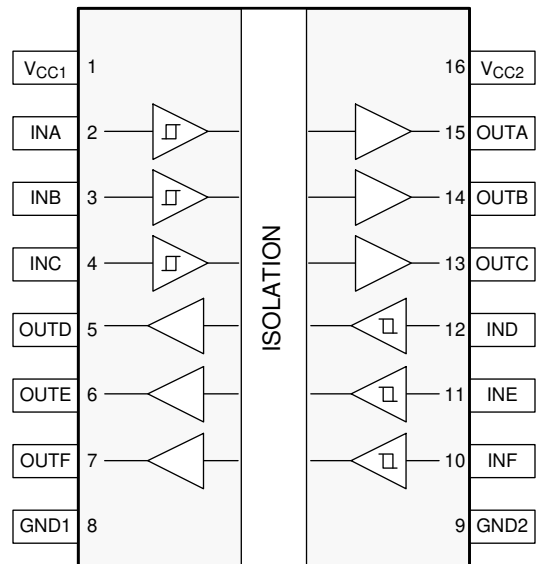 VCC1 1 16 VCC2
INA 2 15 OUTA
INB 3 14 OUTB
INC 4 13 OUTC
OUTD 5 12 IND
OUTE 6 11 INE
OUTF 7 10 INF
GND1 8 9 GND2
ISOLATION